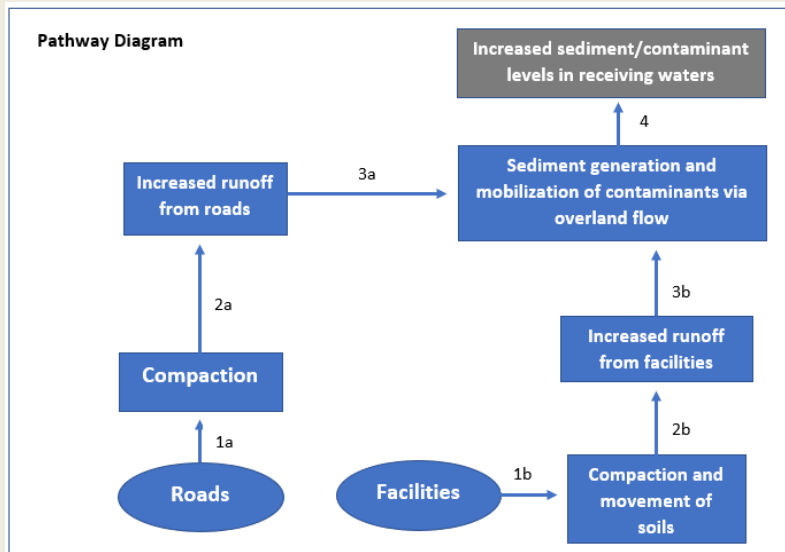 Pathway Diagram
Increased sediment/contaminant
levels in receiving waters
4
Sediment generation and
mobilization of contaminants via
overland flow
3a
Increased runoff
from roads
3b
2a
Increased runoff
from facilities
Compaction
2b
1a
1b
Roads
Facilities
Compaction and
movement of
soils